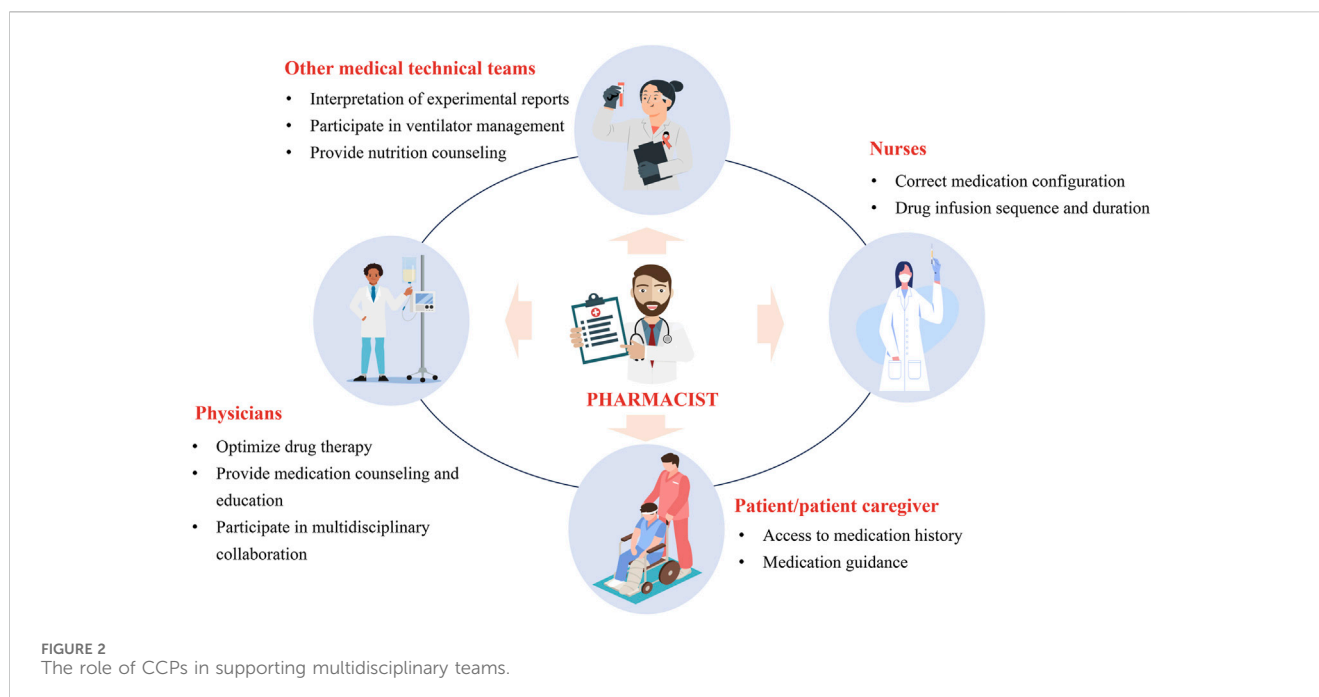 Other medical technical teams
• Interpretation of experimental reports
• Participate in ventilator management
• Provide nutrition counseling
Nurses
• Correct medication configuration
• Drug infusion sequence and duration
PHARMACIST
Physicians
• Optimize drug therapy
• Provide medication counseling and
education
• Participate in multidisciplinary
collaboration
Patient/patient caregiver
• Access to medication history
• Medication guidance
FIGURE 2
The role of CCPs in supporting multidisciplinary teams.